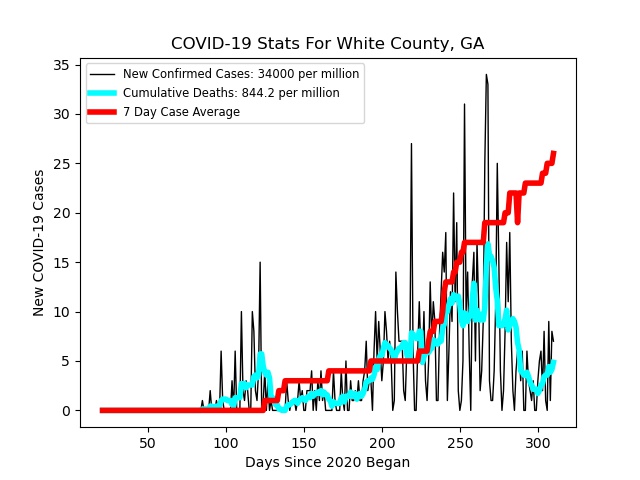 COVID-19 Stats For White County, GA
New Confirmed Cases: 34000 per million
Cumulative Deaths: 844.2 per million
7 Day Case Average
New COVID-19 Cases
35
30
25
20
15
10
5
0
50 100 150 200 250 300
Days Since 2020 Began